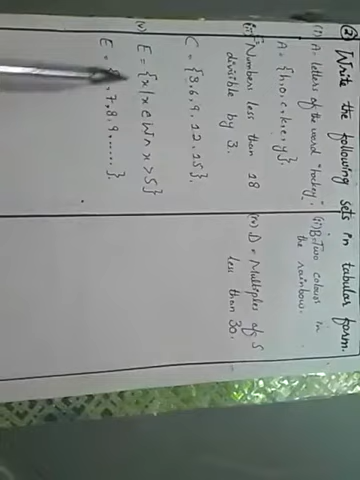 ② Write the following sets in tabular form.
(i) A. letters of the word "hockey".
A = {h,o,c,k,e,y}.
(ii) B. Two colours in
the rainbow.
(iii) Numbers less than 18
divisible by 3.
C = {3,6,9,12,15}.
(iv) D = Multiples of 5
less than 30.
(v) E = {x/x ∈ W ∩ x > 5}
E = 7, 8, 9, .....}.